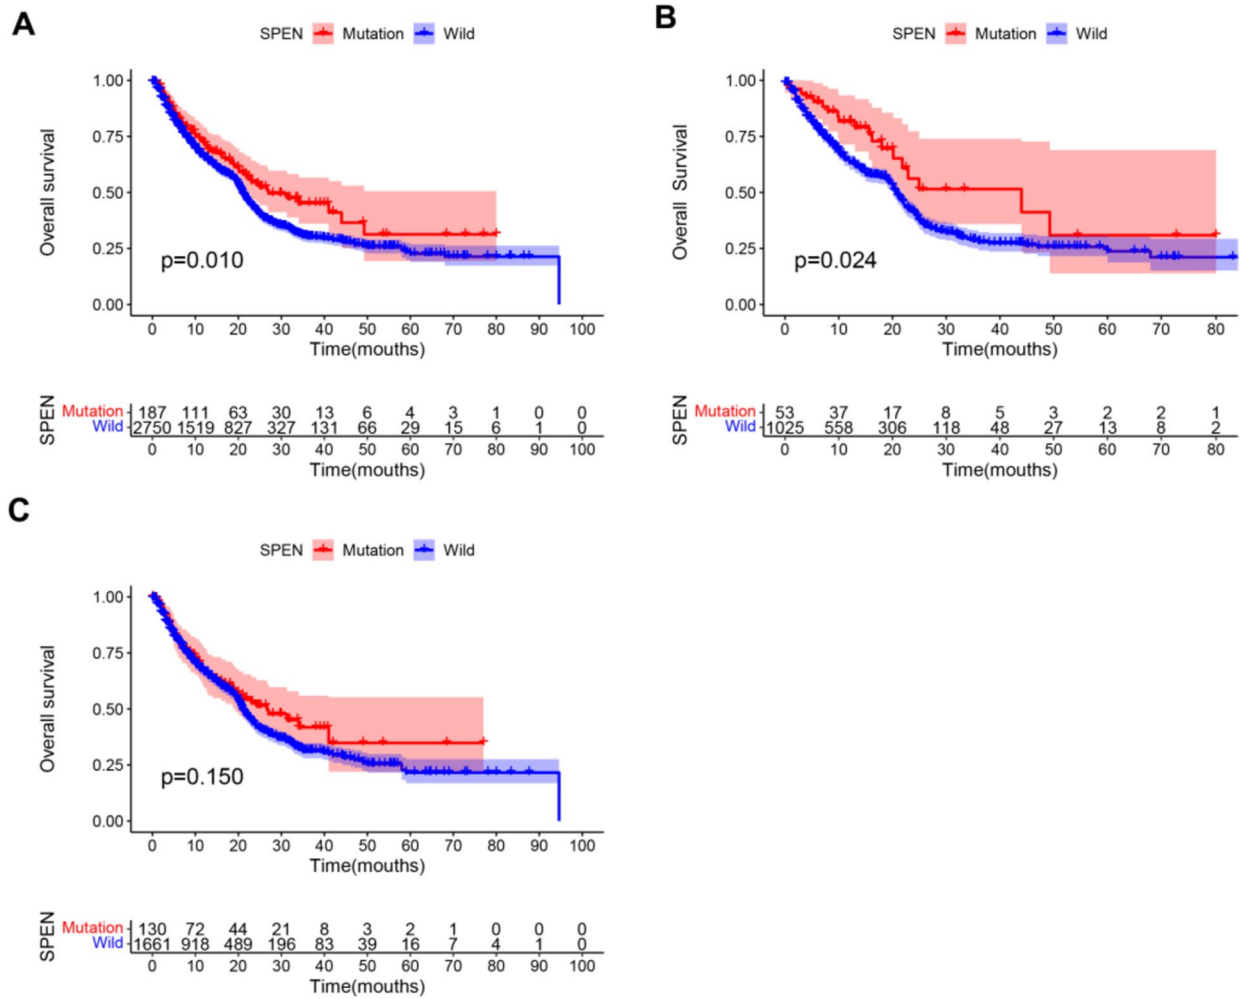 A
SPEN Mutation Wild
1.00
0.75
0.50
0.25
0.00
Overall survival
p=0.010
0 10 20 30 40 50 60 70 80 90 100
Time(mouths)
SPEN
Mutation 187 111 63 30 13 6 4 3 1 0 0
Wild 2750 1519 827 327 131 66 29 15 6 1 0
0 10 20 30 40 50 60 70 80 90 100
Time(mouths)
B
SPEN Mutation Wild
1.00
0.75
0.50
0.25
0.00
Overall Survival
p=0.024
0 10 20 30 40 50 60 70 80
Time(mouths)
SPEN
Mutation 53 37 17 8 5 3 2 2 1
Wild 1025 558 306 118 48 27 13 8 2
0 10 20 30 40 50 60 70 80
Time(mouths)
C
SPEN Mutation Wild
1.00
0.75
0.50
0.25
0.00
Overall survival
p=0.150
0 10 20 30 40 50 60 70 80 90 100
Time(mouths)
SPEN
Mutation 130 72 44 21 8 3 2 1 0 0 0
Wild 1661 918 489 196 83 39 16 7 4 1 0
0 10 20 30 40 50 60 70 80 90 100
Time(mouths)